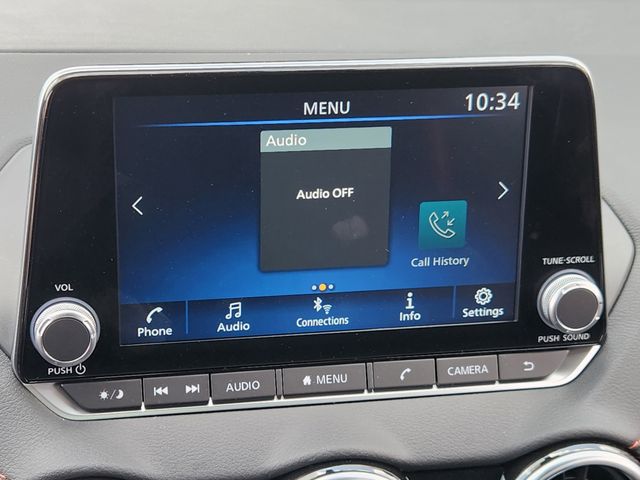 MENU
10:34
Audio
Audio OFF
Call History
Phone
Audio
Connections
Info
Settings
VOL
PUSH
TUNE·SCROLL
PUSH SOUND
AUDIO
MENU
CAMERA